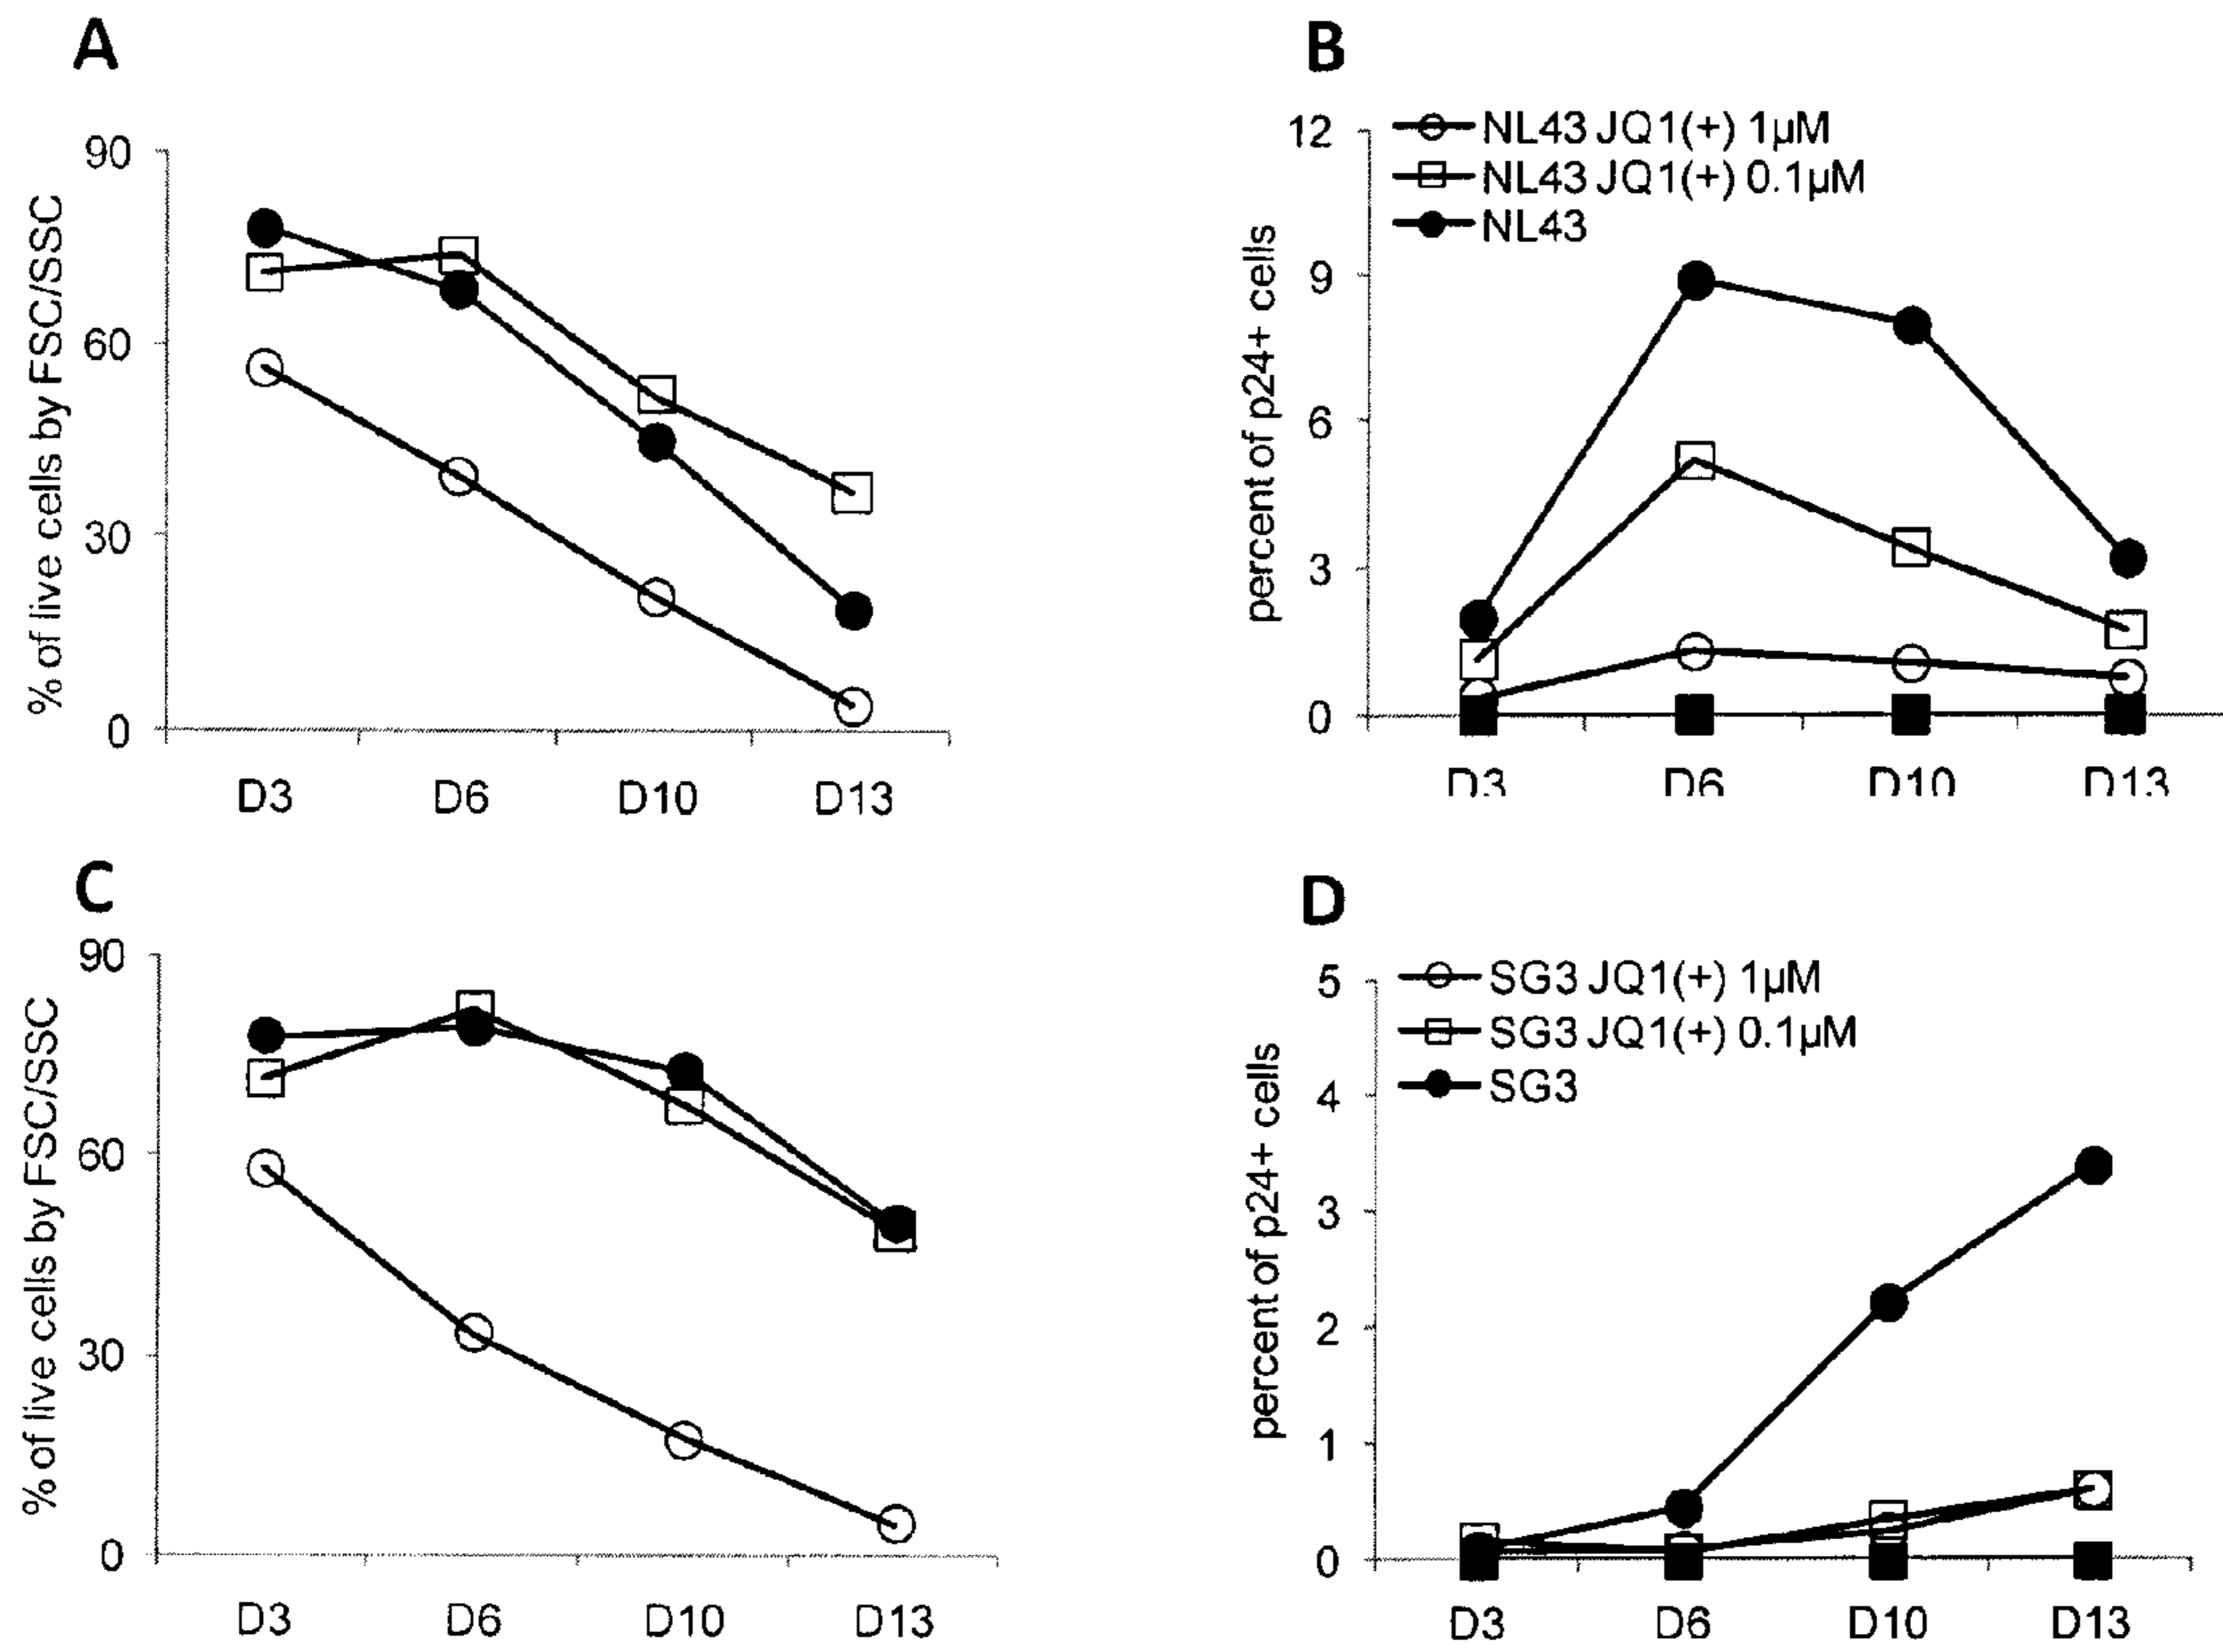 A
90
60
30
0
% of live cells by FSC/SSC
D3 D6 D10 D13
B
12
9
6
3
0
percent of p24+ cells
NL43 JQ1(+) 1µM
NL43 JQ1(+) 0.1µM
NL43
D3 D6 D10 D13
C
90
60
30
0
% of live cells by FSC/SSC
D3 D6 D10 D13
D
5
4
3
2
1
0
percent of p24+ cells
SG3 JQ1(+) 1µM
SG3 JQ1(+) 0.1µM
SG3
D3 D6 D10 D13